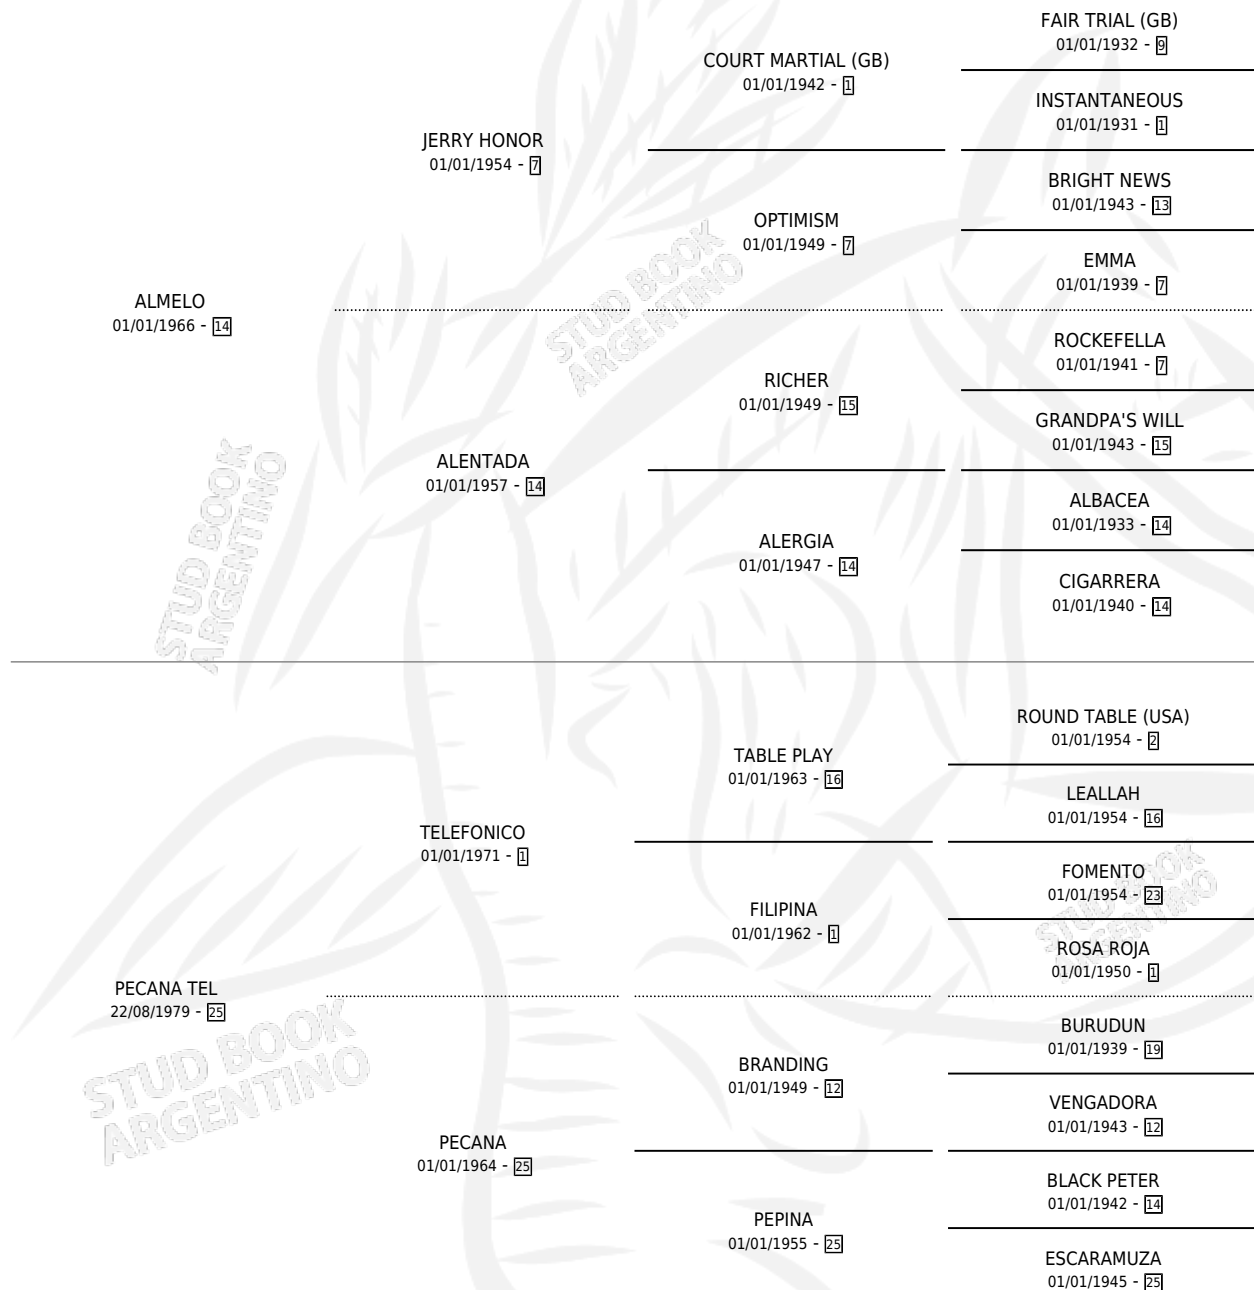 FAIR TRIAL (GB)
01/01/1932 - 9
COURT MARTIAL (GB)
01/01/1942 - 1
INSTANTANEOUS
01/01/1931 - 1
JERRY HONOR
01/01/1954 - 7
BRIGHT NEWS
01/01/1943 - 13
OPTIMISM
01/01/1949 - 7
EMMA
01/01/1939 - 7
ALMELO
01/01/1966 - 14
ROCKEFELLA
01/01/1941 - 7
RICHER
01/01/1949 - 15
GRANDPA'S WILL
01/01/1943 - 15
ALENTADA
01/01/1957 - 14
ALBACEA
01/01/1933 - 14
ALERGIA
01/01/1947 - 14
CIGARRERA
01/01/1940 - 14
ROUND TABLE (USA)
01/01/1954 - 2
TABLE PLAY
01/01/1963 - 16
LEALLAH
01/01/1954 - 16
TELEFONICO
01/01/1971 - 1
FOMENTO
01/01/1954 - 23
FILIPINA
01/01/1962 - 1
ROSA ROJA
01/01/1950 - 1
PECANA TEL
22/08/1979 - 25
BURUDUN
01/01/1939 - 19
BRANDING
01/01/1949 - 12
VENGADORA
01/01/1943 - 12
PECANA
01/01/1964 - 25
BLACK PETER
01/01/1942 - 14
PEPINA
01/01/1955 - 25
ESCARAMUZA
01/01/1945 - 25
STUD BOOK
ARGENTINO
STUD BOOK
ARGENTINO
STUD BOOK
ARGENTINO
STUD BOOK
ARGENTINO